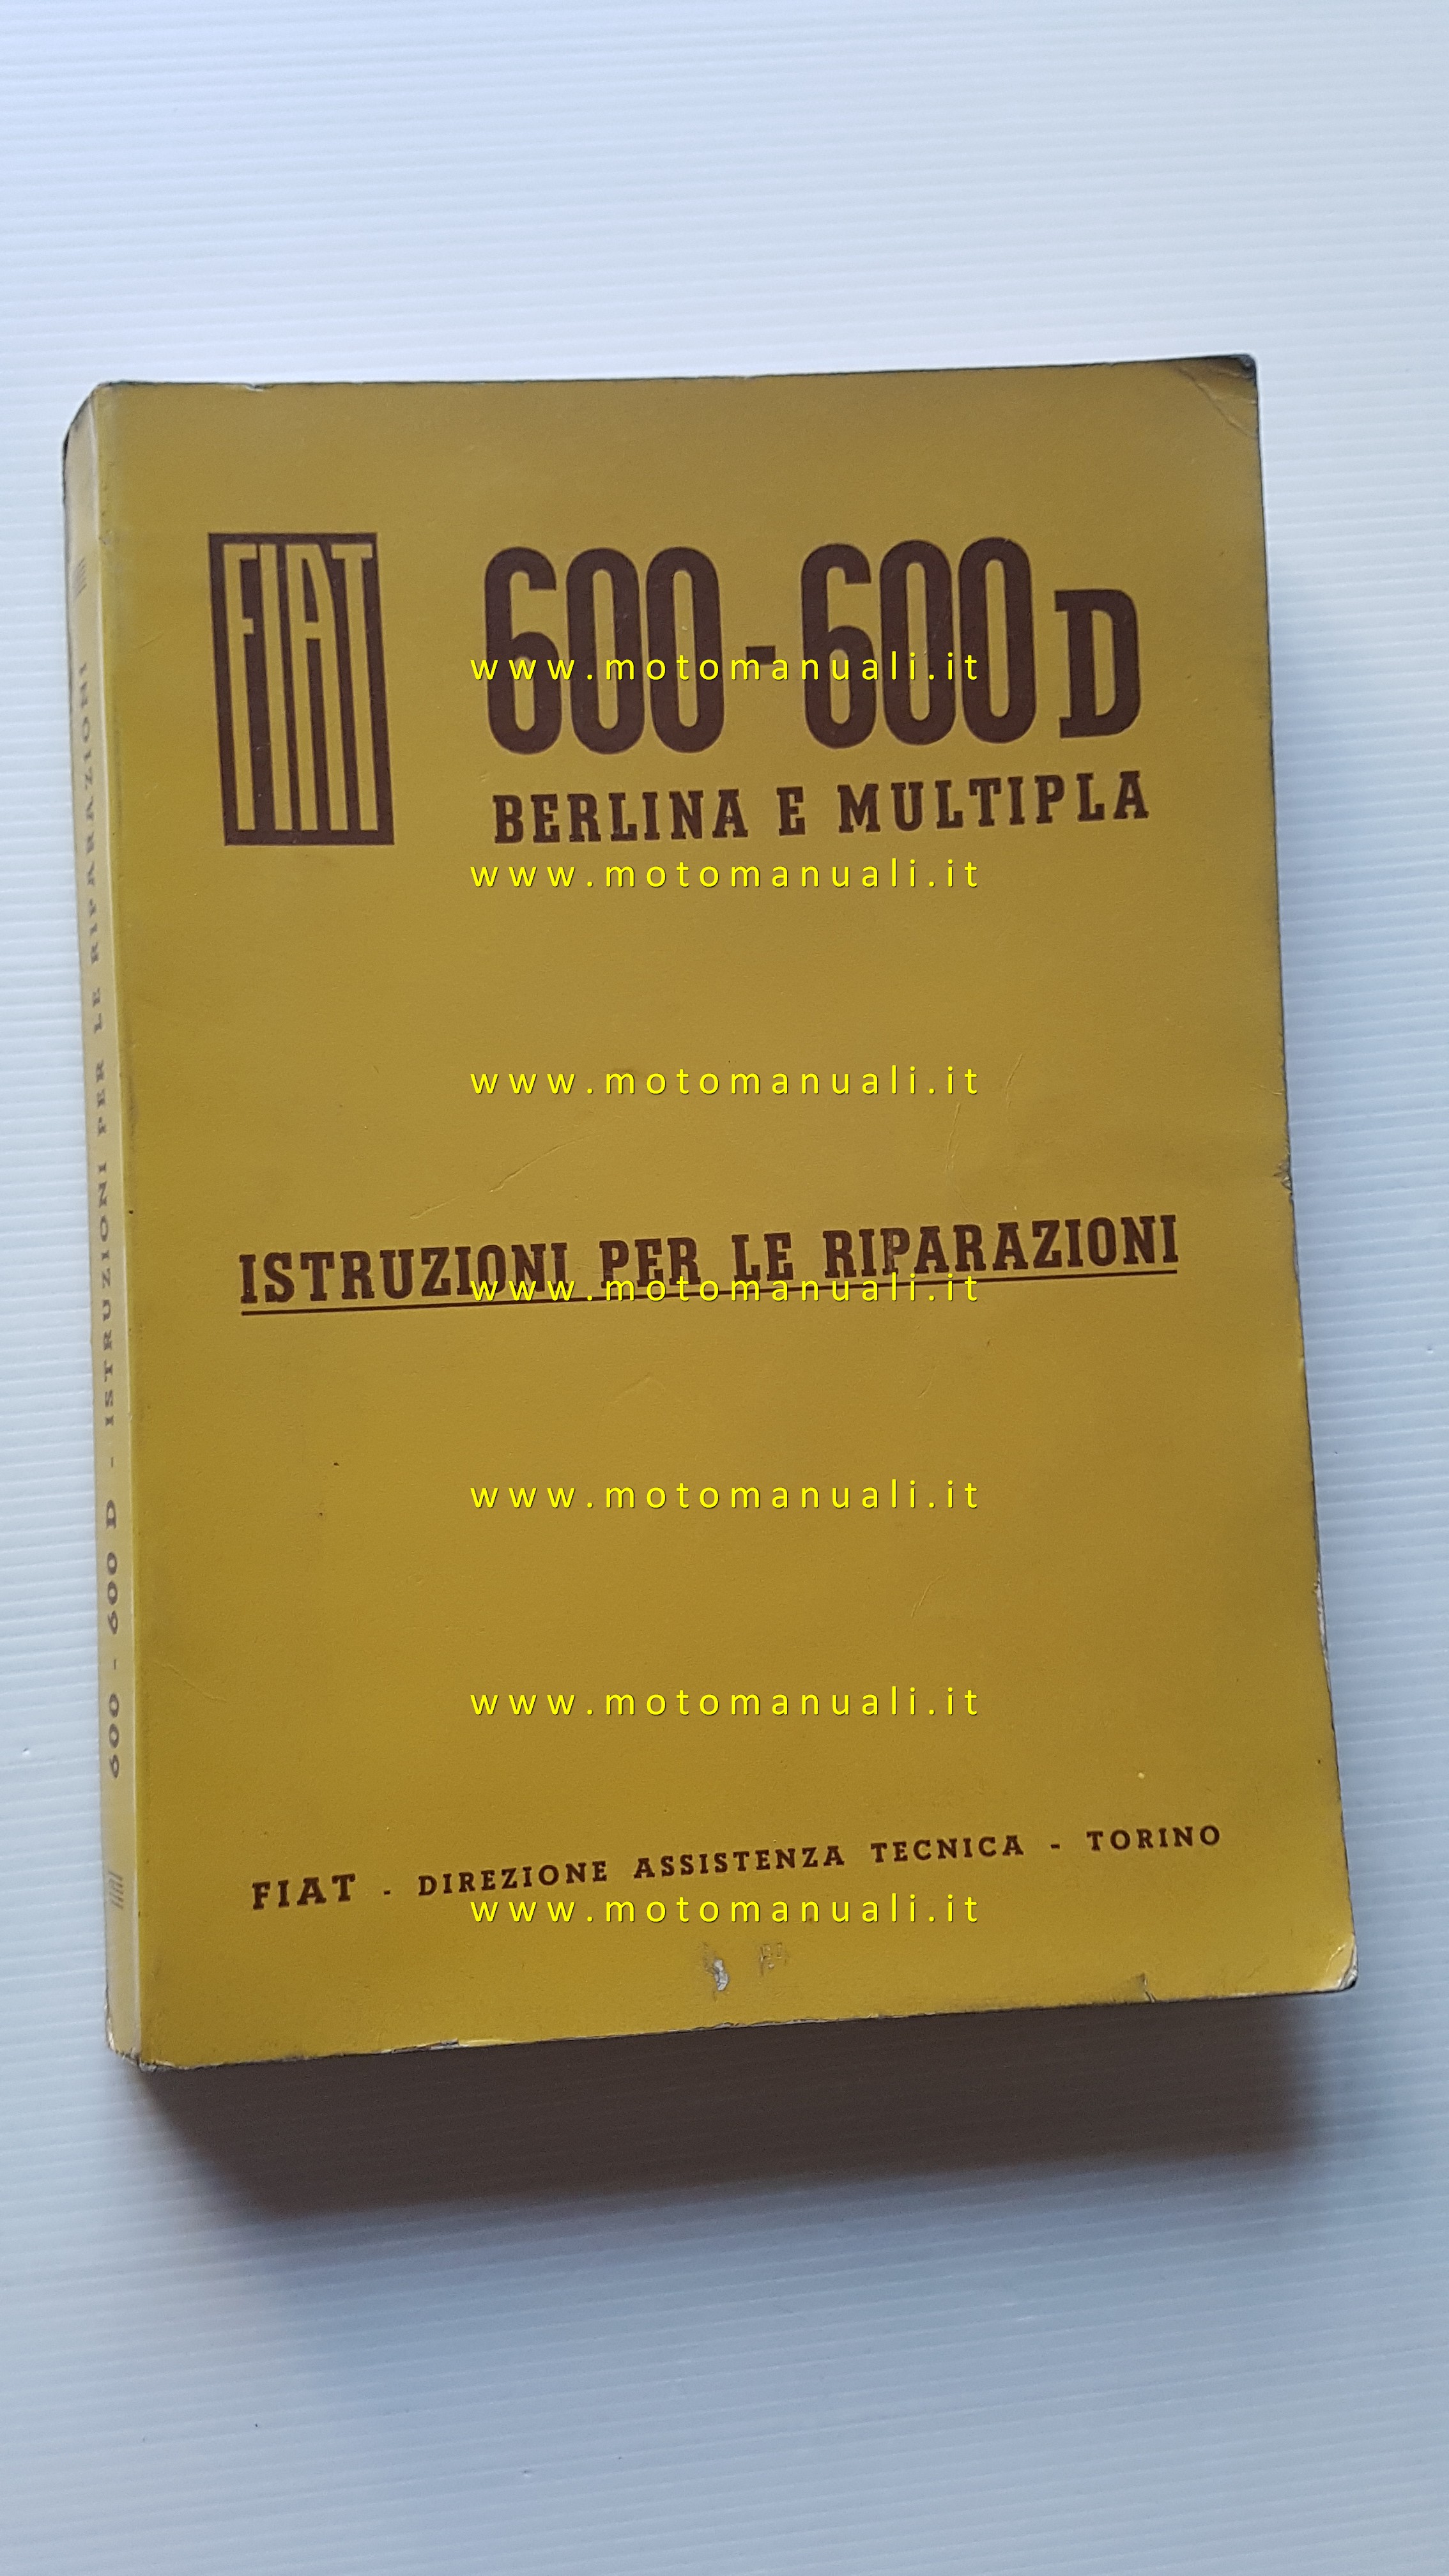 FIAT
600-600 D
www.motomanuali.it
BERLINA E MULTIPLA
www.motomanuali.it
www.motomanuali.it
ISTRUZIONI PER LE RIPARAZIONI
www.motomanuali.it
www.motomanuali.it
www.motomanuali.it
FIAT - DIREZIONE ASSISTENZA TECNICA - TORINO
www.motomanuali.it
600 - 600 D - ISTRUZIONI PER LE RIPARAZIONI